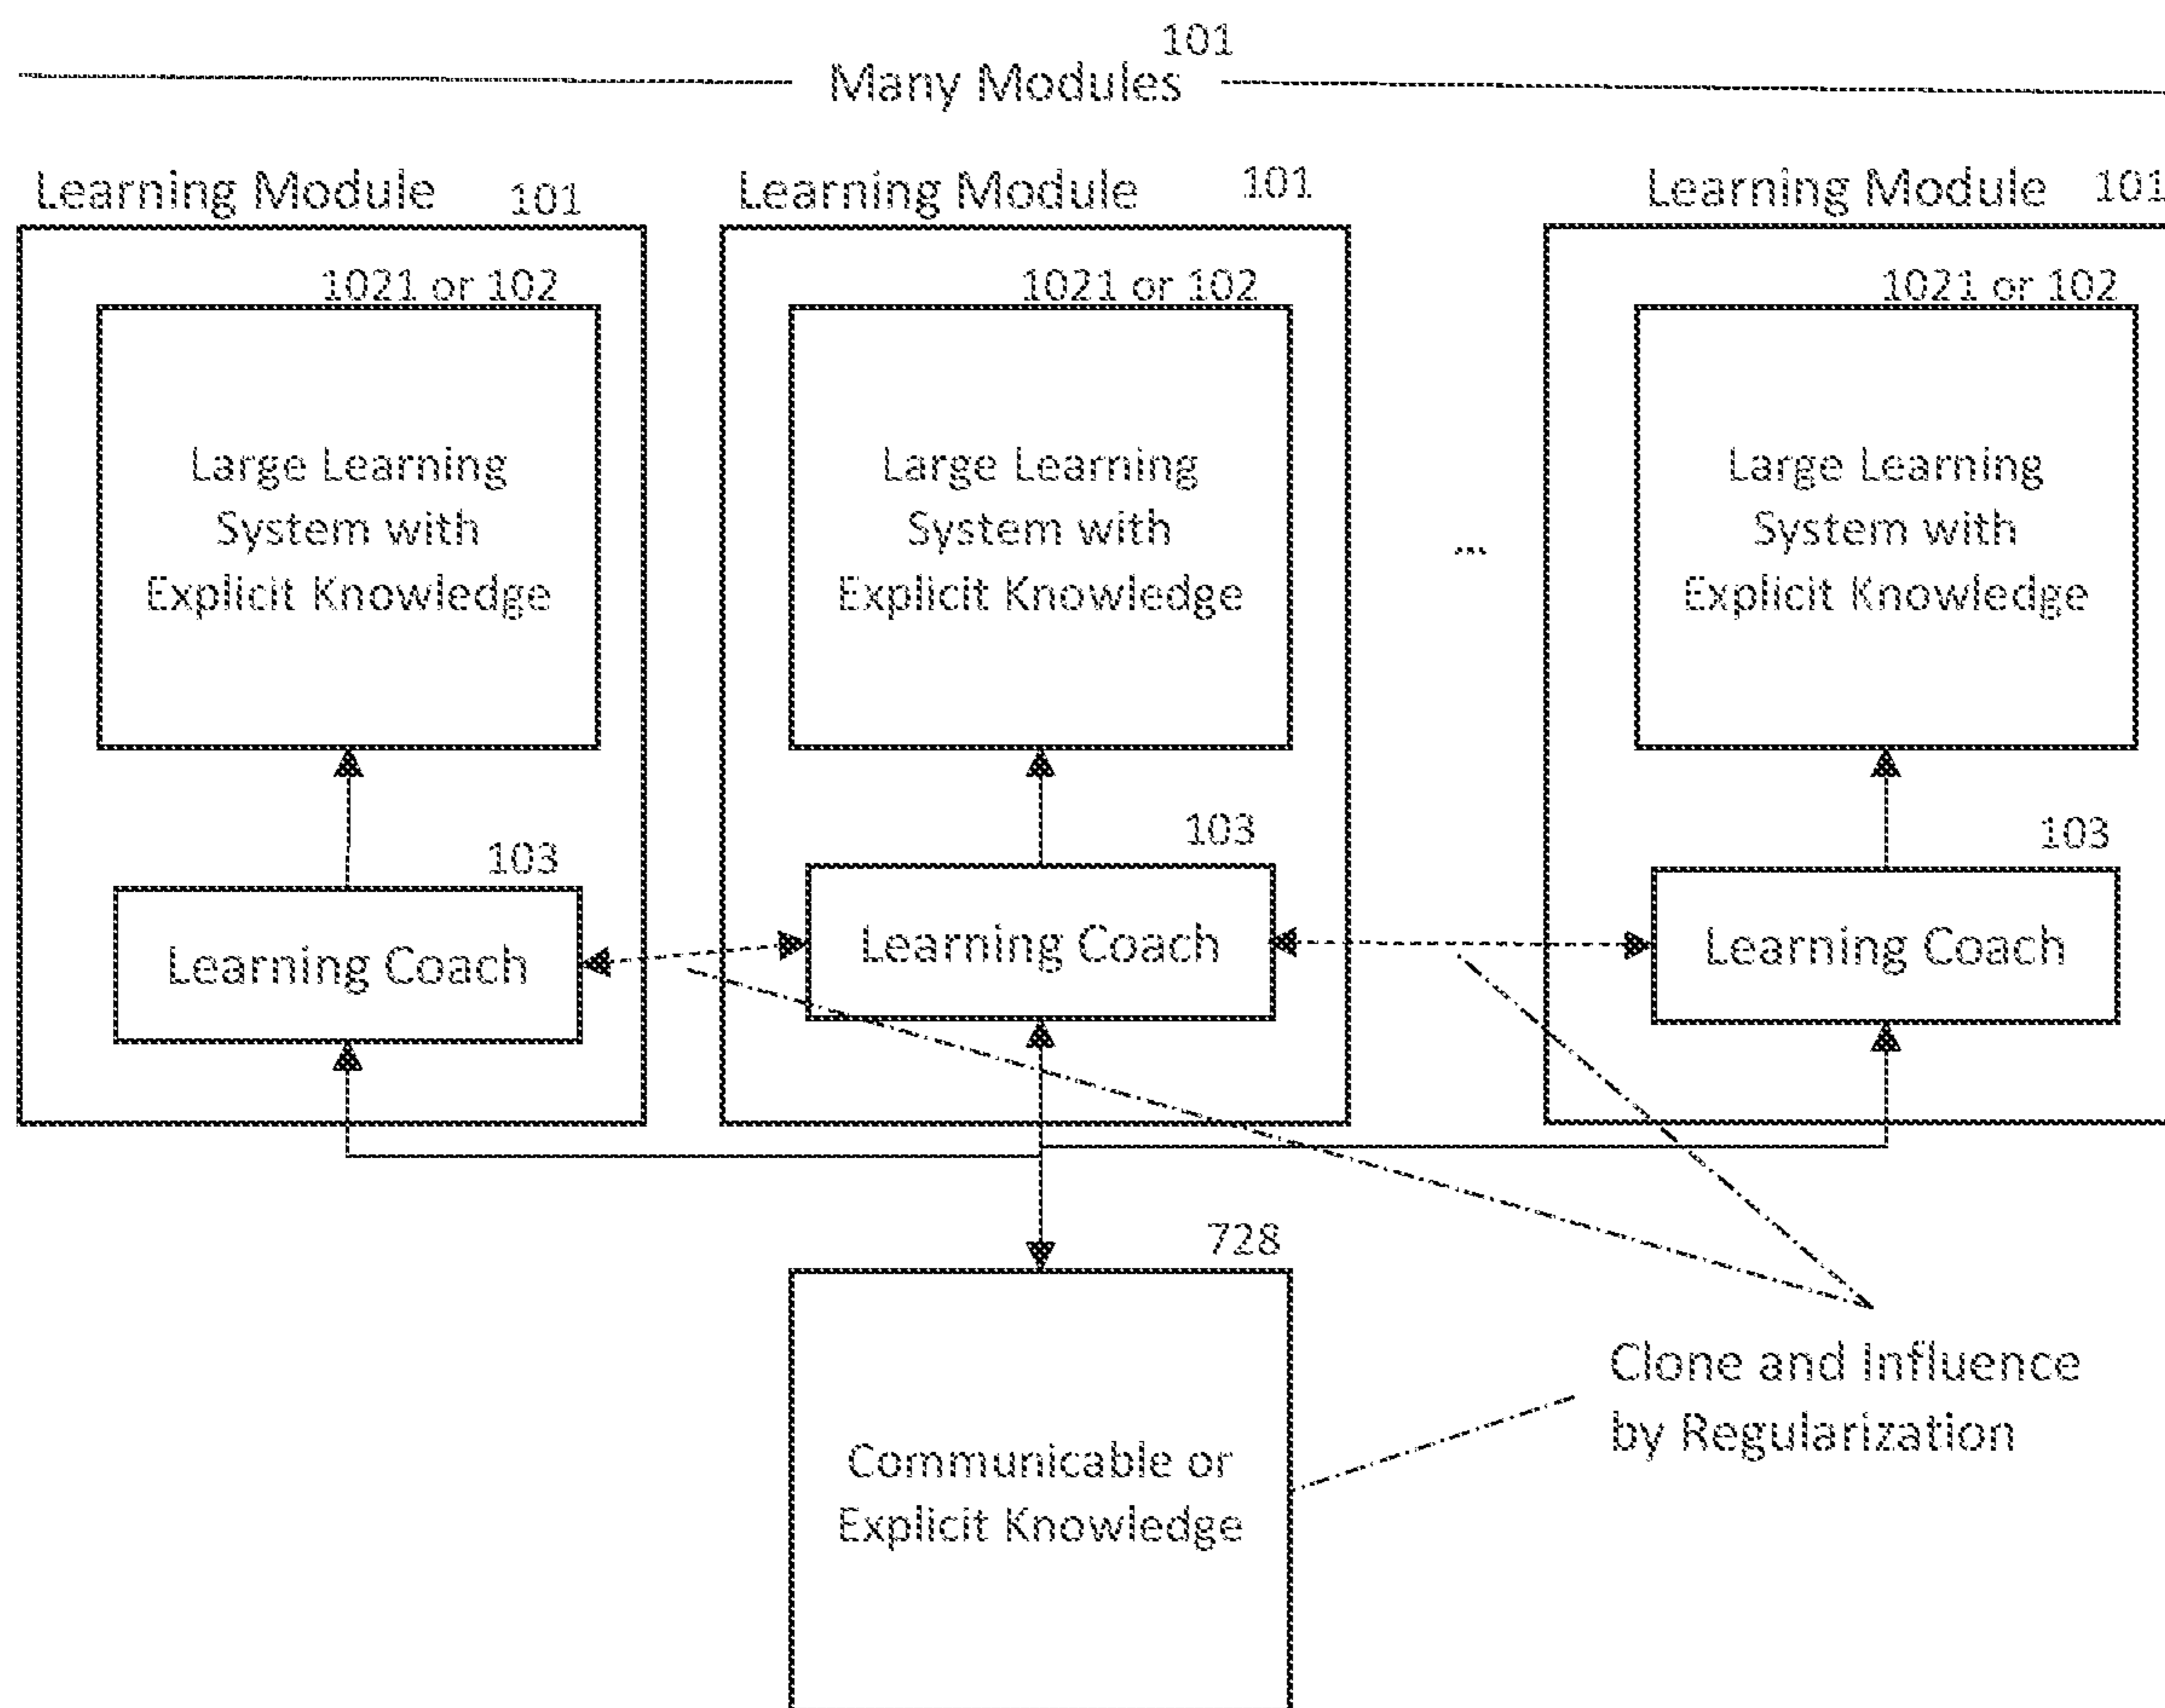 101
Many Modules
Learning Module 101
Learning Module 101
Learning Module 101
1021 or 102
1021 or 102
1021 or 102
Large Learning
System with
Explicit Knowledge
Large Learning
System with
Explicit Knowledge
...
Large Learning
System with
Explicit Knowledge
103
103
103
Learning Coach
Learning Coach
Learning Coach
728
Communicable or
Explicit Knowledge
Clone and Influence
by Regularization